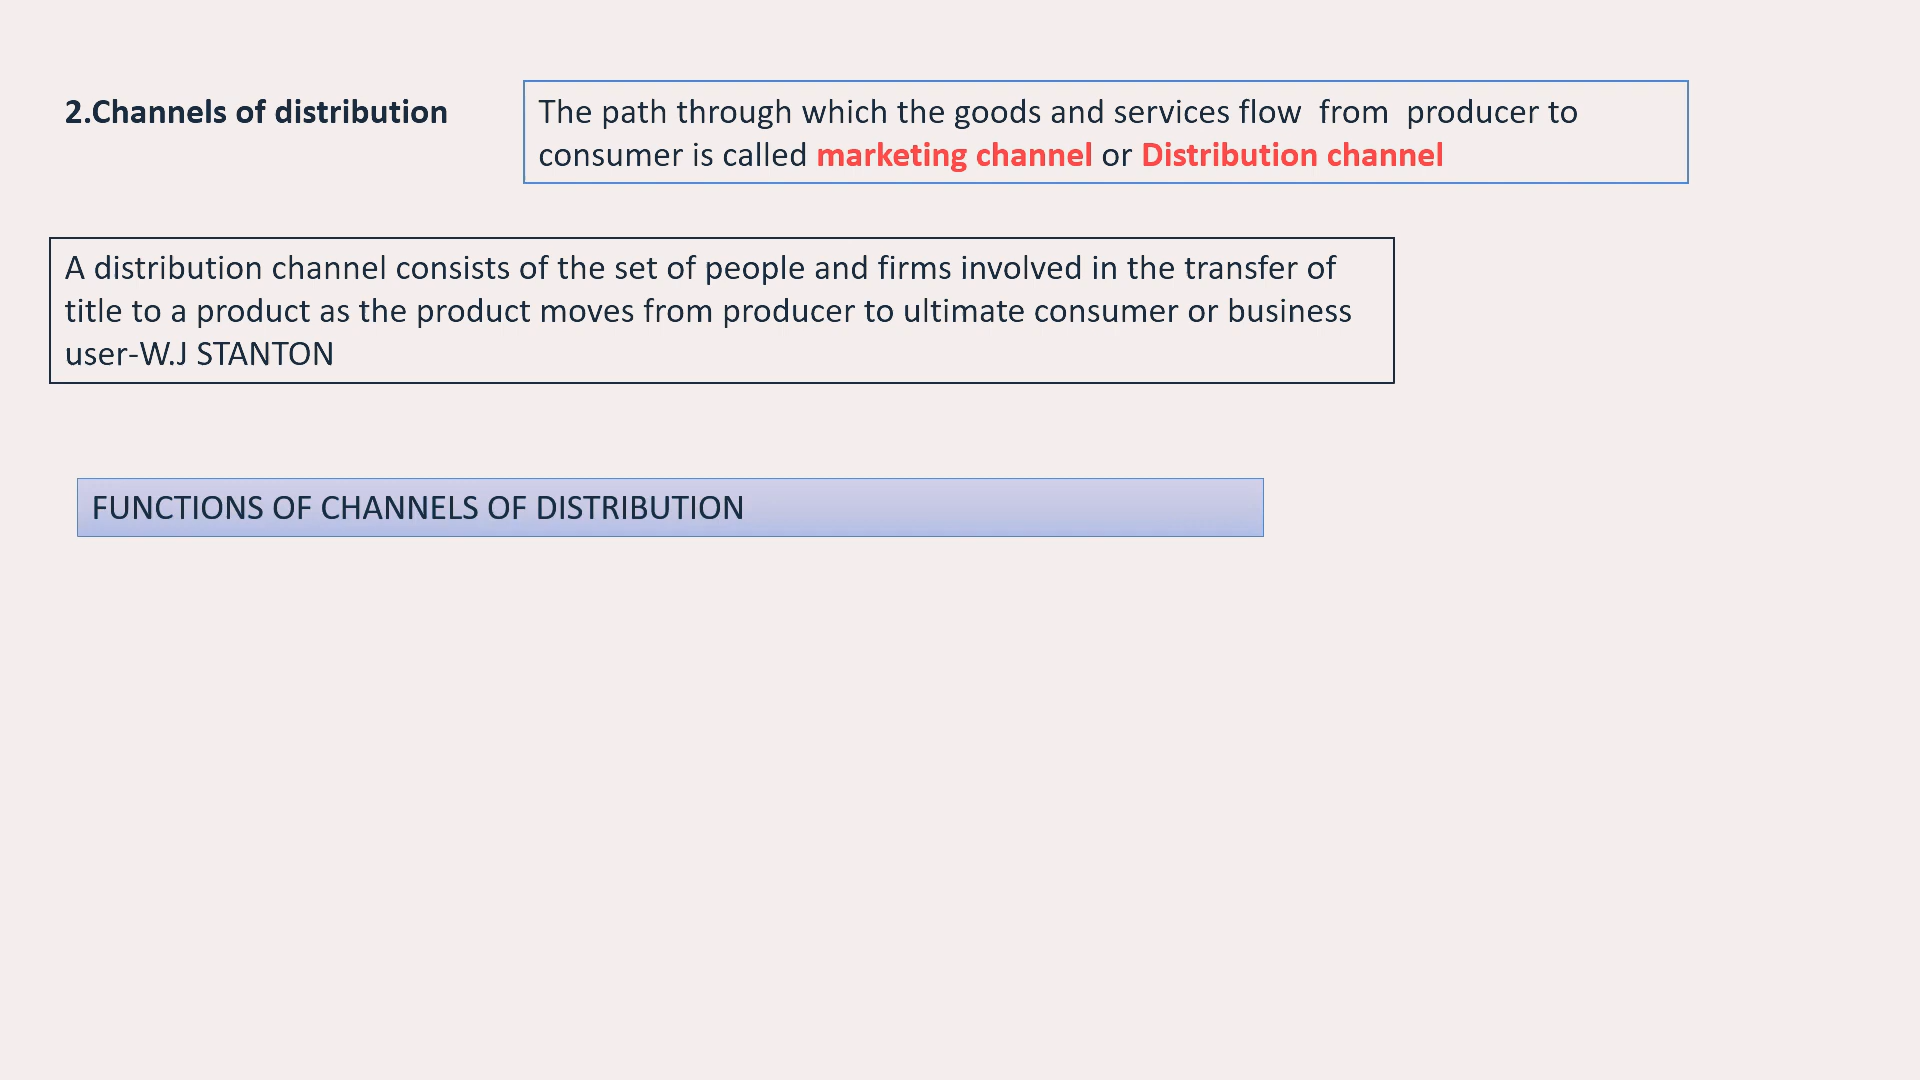 2.Channels of distribution
The path through which the goods and services flow  from  producer to
consumer is called marketing channel or Distribution channel
A distribution channel consists of the set of people and firms involved in the transfer of
title to a product as the product moves from producer to ultimate consumer or business
user-W.J STANTON
FUNCTIONS OF CHANNELS OF DISTRIBUTION